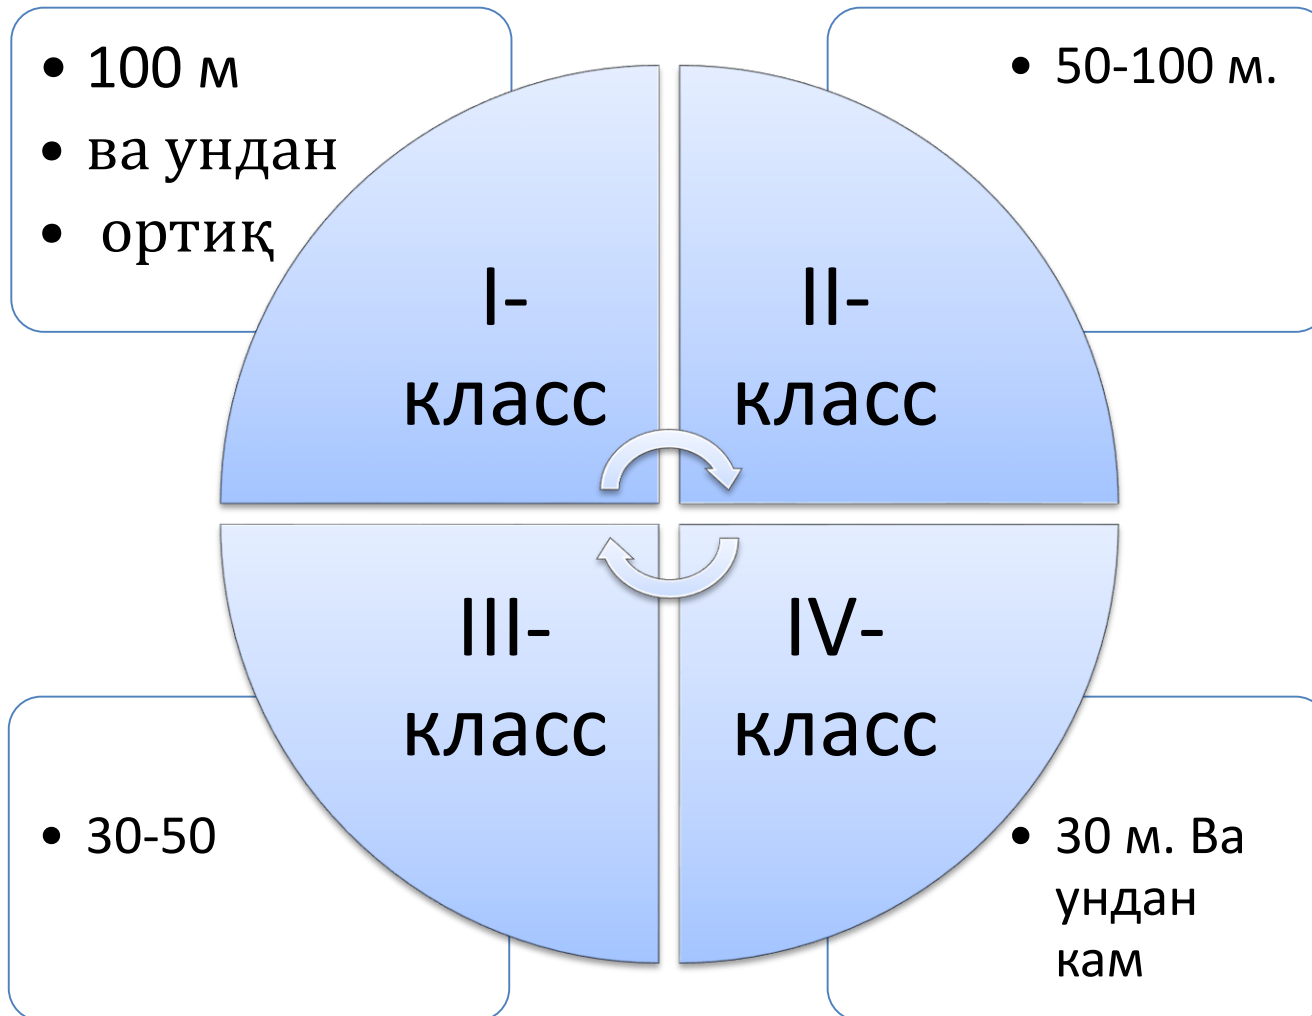 • 100 м
• ва ундан
• ортиқ
• 50-100 м.
I-
класс
II-
класс
III-
класс
IV-
класс
• 30-50
• 30 м. Ва
ундан
кам